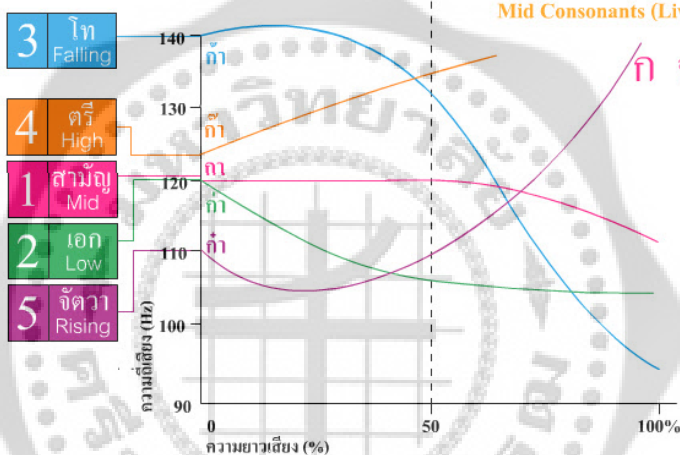 Mid Consonants (Liv
3 โท
Falling
4 ตรี
High
1 สามัญ
Mid
2 เอก
Low
5 จัตวา
Rising
140
130
120
110
100
90
ก้า
ก๊า
กา
ก่า
ก๋า
ก
ความถี่เสียง (Hz)
0
50
100%
ความยาวเสียง (%)